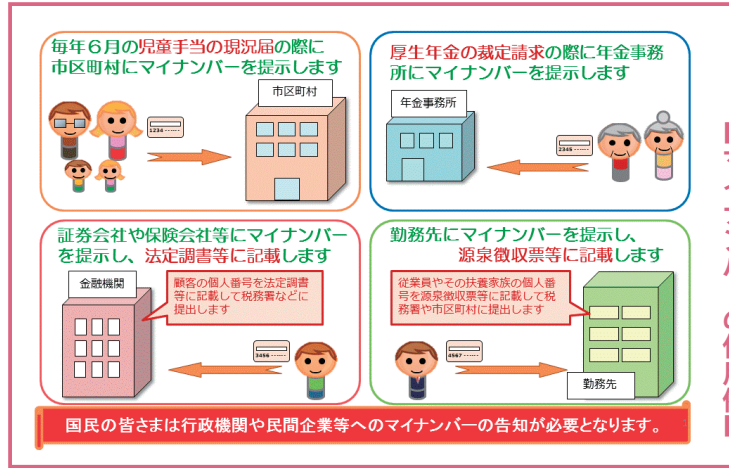 毎年６月の児童手当の現況届の際に
市区町村にマイナンバーを提示します
市区町村
1234 ------
厚生年金の裁定請求の際に年金事務
所にマイナンバーを提示します
年金事務所
2345 ------
証券会社や保険会社等にマイナンバー
を提示し、法定調書等に記載します
金融機関
顧客の個人番号を法定調書
等に記載して税務署などに
提出します
3456 ------
勤務先にマイナンバーを提示し、
源泉徴収票等に記載します
従業員やその扶養家族の個人番
号を源泉徴収票等に記載して税
務署や市区町村に提出します
4567 ------
勤務先
国民の皆さまは行政機関や民間企業等へのマイナンバーの告知が必要となります。